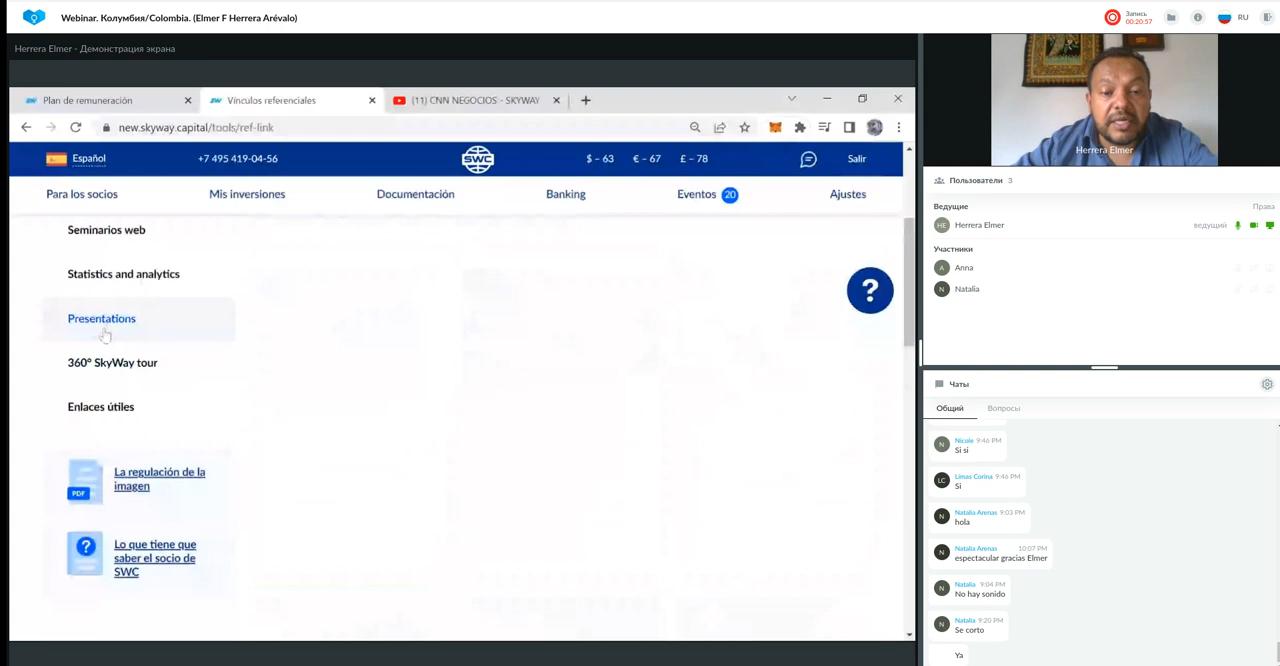 Webinar. Колумбия/Colombia. (Elmer F Herrera Arévalo)
Запись
00:20:57
RU
Herrera Elmer - Демонстрация экрана
Plan de remuneración
Vínculos referenciales
(11) CNN NEGOCIOS - SKYWAY
new.skyway.capital/tools/ref-link
Español
+7 495 419-04-56
SWC
$ – 63
€ – 67
£ – 78
Salir
Para los socios
Mis inversiones
Documentación
Banking
Eventos 20
Ajustes
Seminarios web
Statistics and analytics
Presentations
360° SkyWay tour
Enlaces útiles
PDF
La regulación de la
imagen
?
Lo que tiene que
saber el socio de
SWC
?
Herrera Elmer
Пользователи 3
Ведущие
Права
HE
Herrera Elmer
ведущий
Участники
A
Anna
N
Natalia
Чаты
Общий
Вопросы
N
Nicole 9:46 PM
Si si
LC
Limas Corina 9:46 PM
Si
N
Natalia Arenas 9:03 PM
hola
N
Natalia Arenas 10:07 PM
espectacular gracias Elmer
N
Natalia 9:04 PM
No hay sonido
N
Natalia 9:20 PM
Se corto
Ya